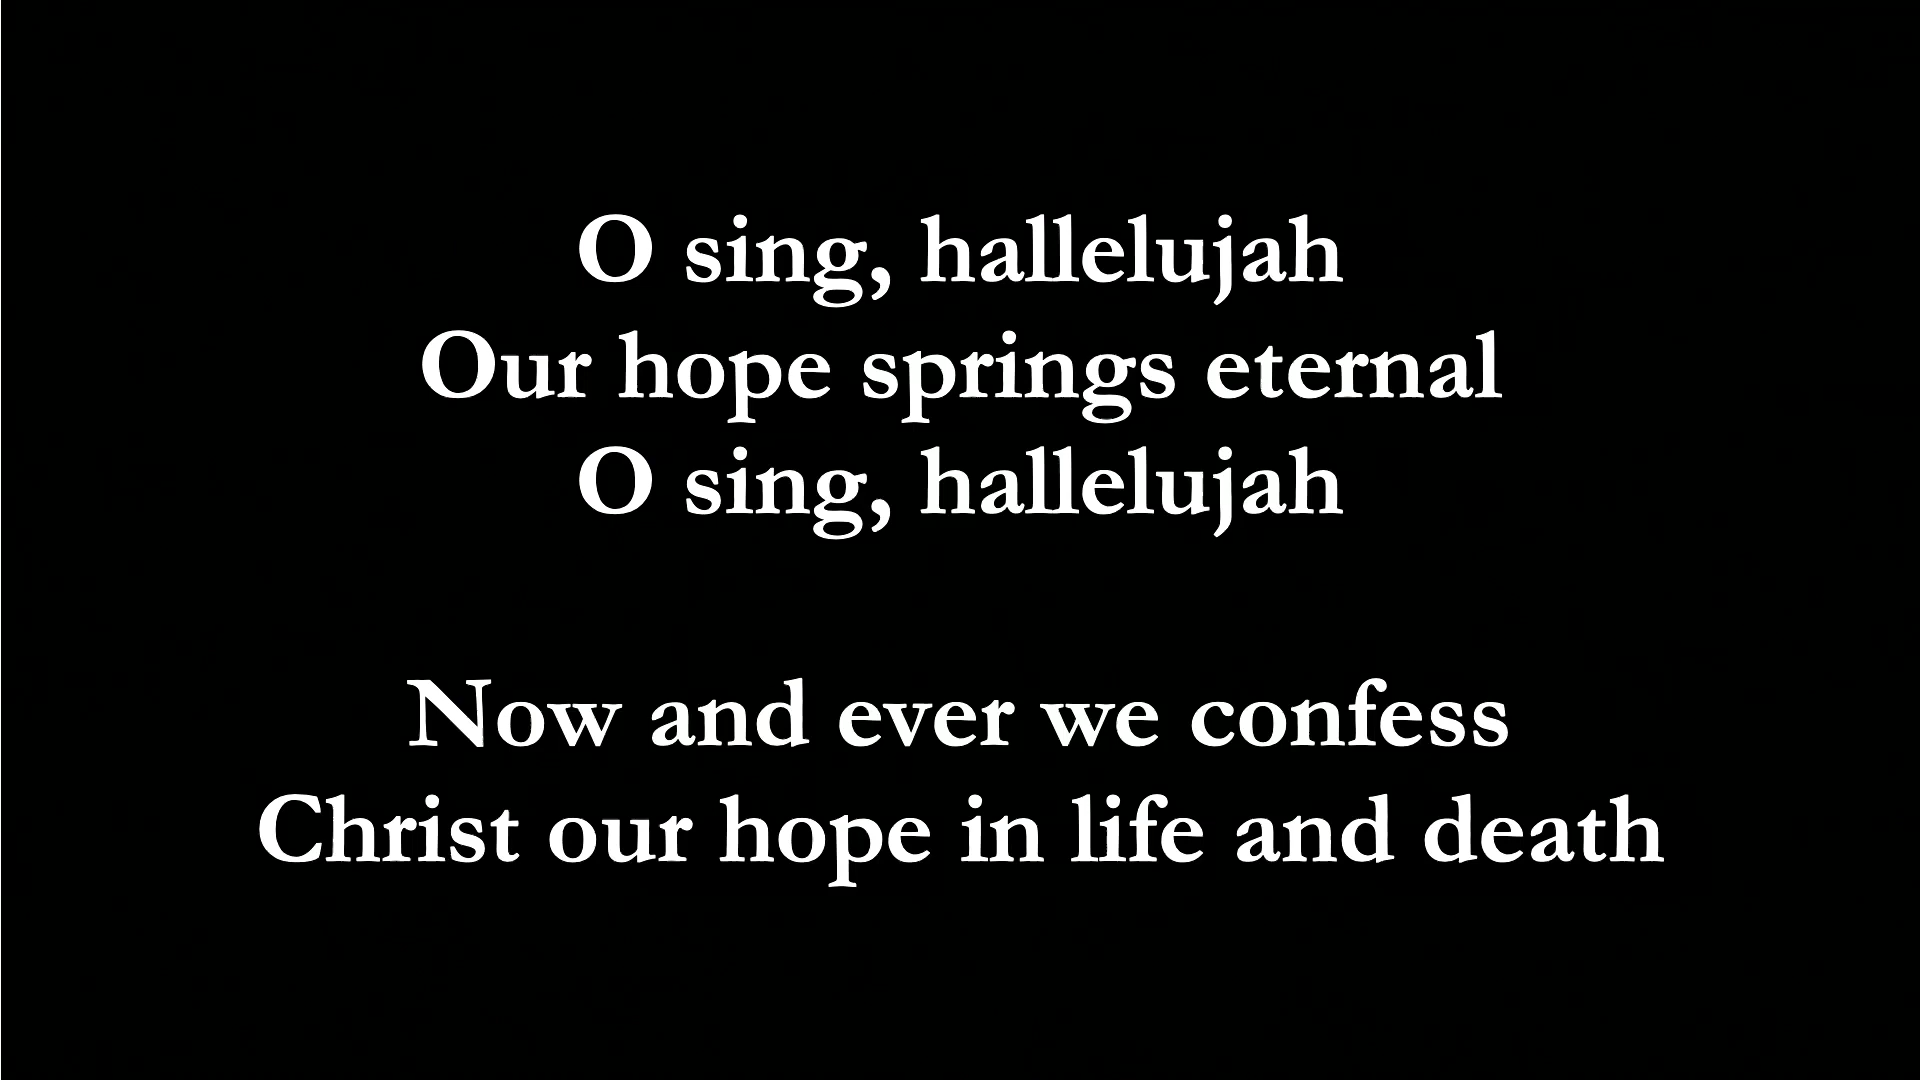 O sing, hallelujah
Our hope springs eternal
O sing, hallelujah
Now and ever we confess
Christ our hope in life and death